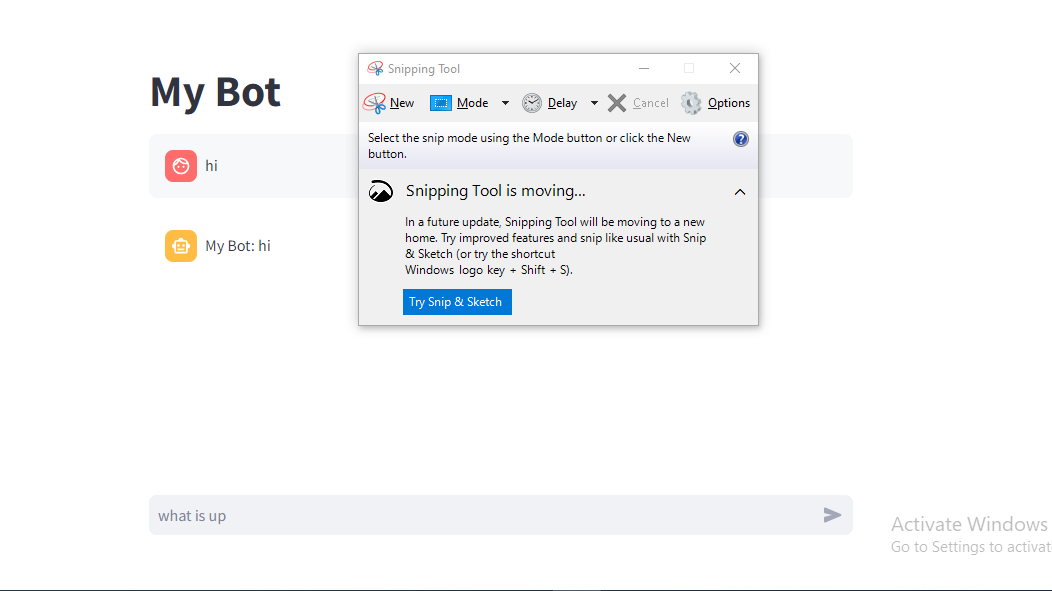 My Bot
hi
My Bot: hi
Snipping Tool
New Mode Delay Cancel Options
Select the snip mode using the Mode button or click the New
button.
Snipping Tool is moving...
In a future update, Snipping Tool will be moving to a new
home. Try improved features and snip like usual with Snip
& Sketch (or try the shortcut
Windows logo key + Shift + S).
Try Snip & Sketch
what is up
Activate Windows
Go to Settings to activat